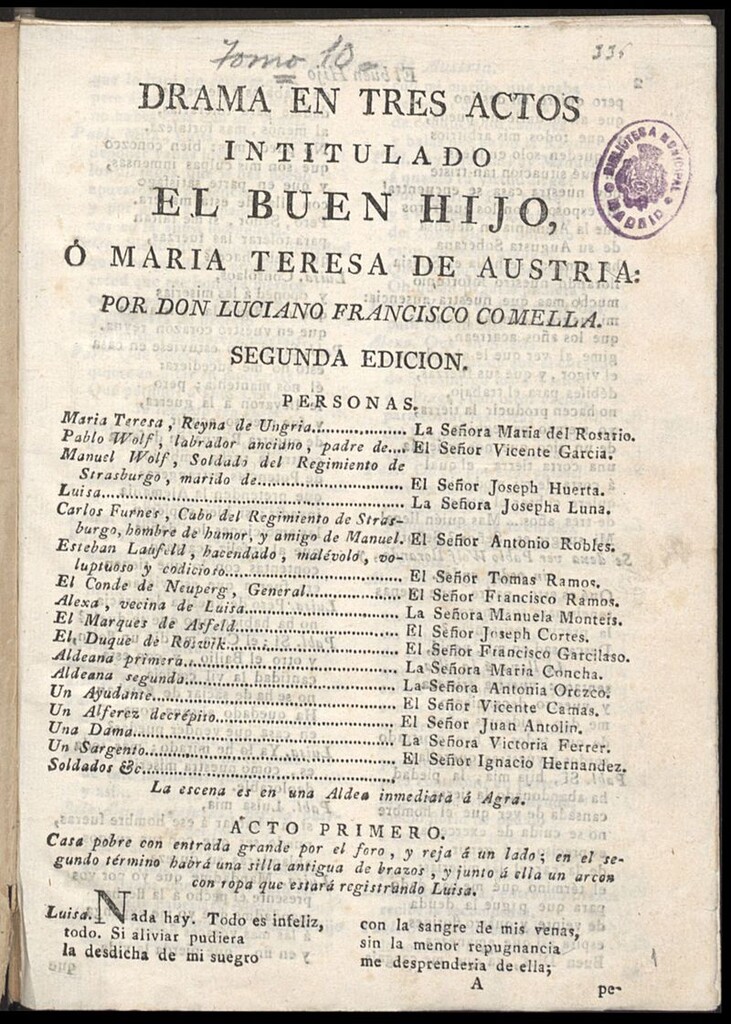 Tomo 10
336
DRAMA EN TRES ACTOS
INTITULADO
EL BUEN HIJO,
Ó MARIA TERESA DE AUSTRIA:
POR DON LUCIANO FRANCISCO COMELLA.
SEGUNDA EDICION.
BIBLIOTECA MUNICIPAL MADRID
PERSONAS.
Maria Teresa, Reyna de Ungria................ La Señora Maria del Rosario.
Pablo Wolf, labrador anciano, padre de.... El Señor Vicente Garcia.
Manuel Wolf, Soldado del Regimiento de
Strasburgo, marido de........................ El Señor Joseph Huerta.
Luisa................................................ La Señora Josepha Luna.
Carlos Furnes, Cabo del Regimiento de Stras-
burgo, hombre de humor, y amigo de Manuel. El Señor Antonio Robles.
Esteban Laufeld, hacendado, malévolo, vo-
luptuoso y codicioso............................ El Señor Tomas Ramos.
El Conde de Neuperg, General................ El Señor Francisco Ramos.
Alexa, vecina de Luisa........................ La Señora Manuela Monteis.
El Marques de Asfeld........................... El Señor Joseph Cortes.
El Duque de Roswik............................ El Señor Francisco Garcilaso.
Aldeana primera................................. La Señora Maria Concha.
Aldeana segunda................................. La Señora Antonia Orozco.
Un Ayudante...................................... El Señor Vicente Camas.
Un Alferez decrépito........................... El Señor Juan Antolin.
Una Dama.......................................... La Señora Victoria Ferrer.
Un Sargento....................................... El Señor Ignacio Hernandez.
Soldados &c........................................
La escena es en una Aldea inmediata á Agra.
ACTO PRIMERO.
Casa pobre con entrada grande por el foro, y reja á un lado; en el se-
gundo término habrá una silla antigua de brazos, y junto á ella un arcon
con ropa que estará registrando Luisa.
Luisa. Nada hay. Todo es infeliz,
todo. Si aliviar pudiera
la desdicha de mi suegro
con la sangre de mis venas,
sin la menor repugnancia
me desprenderia de ella;
A
pe-
1